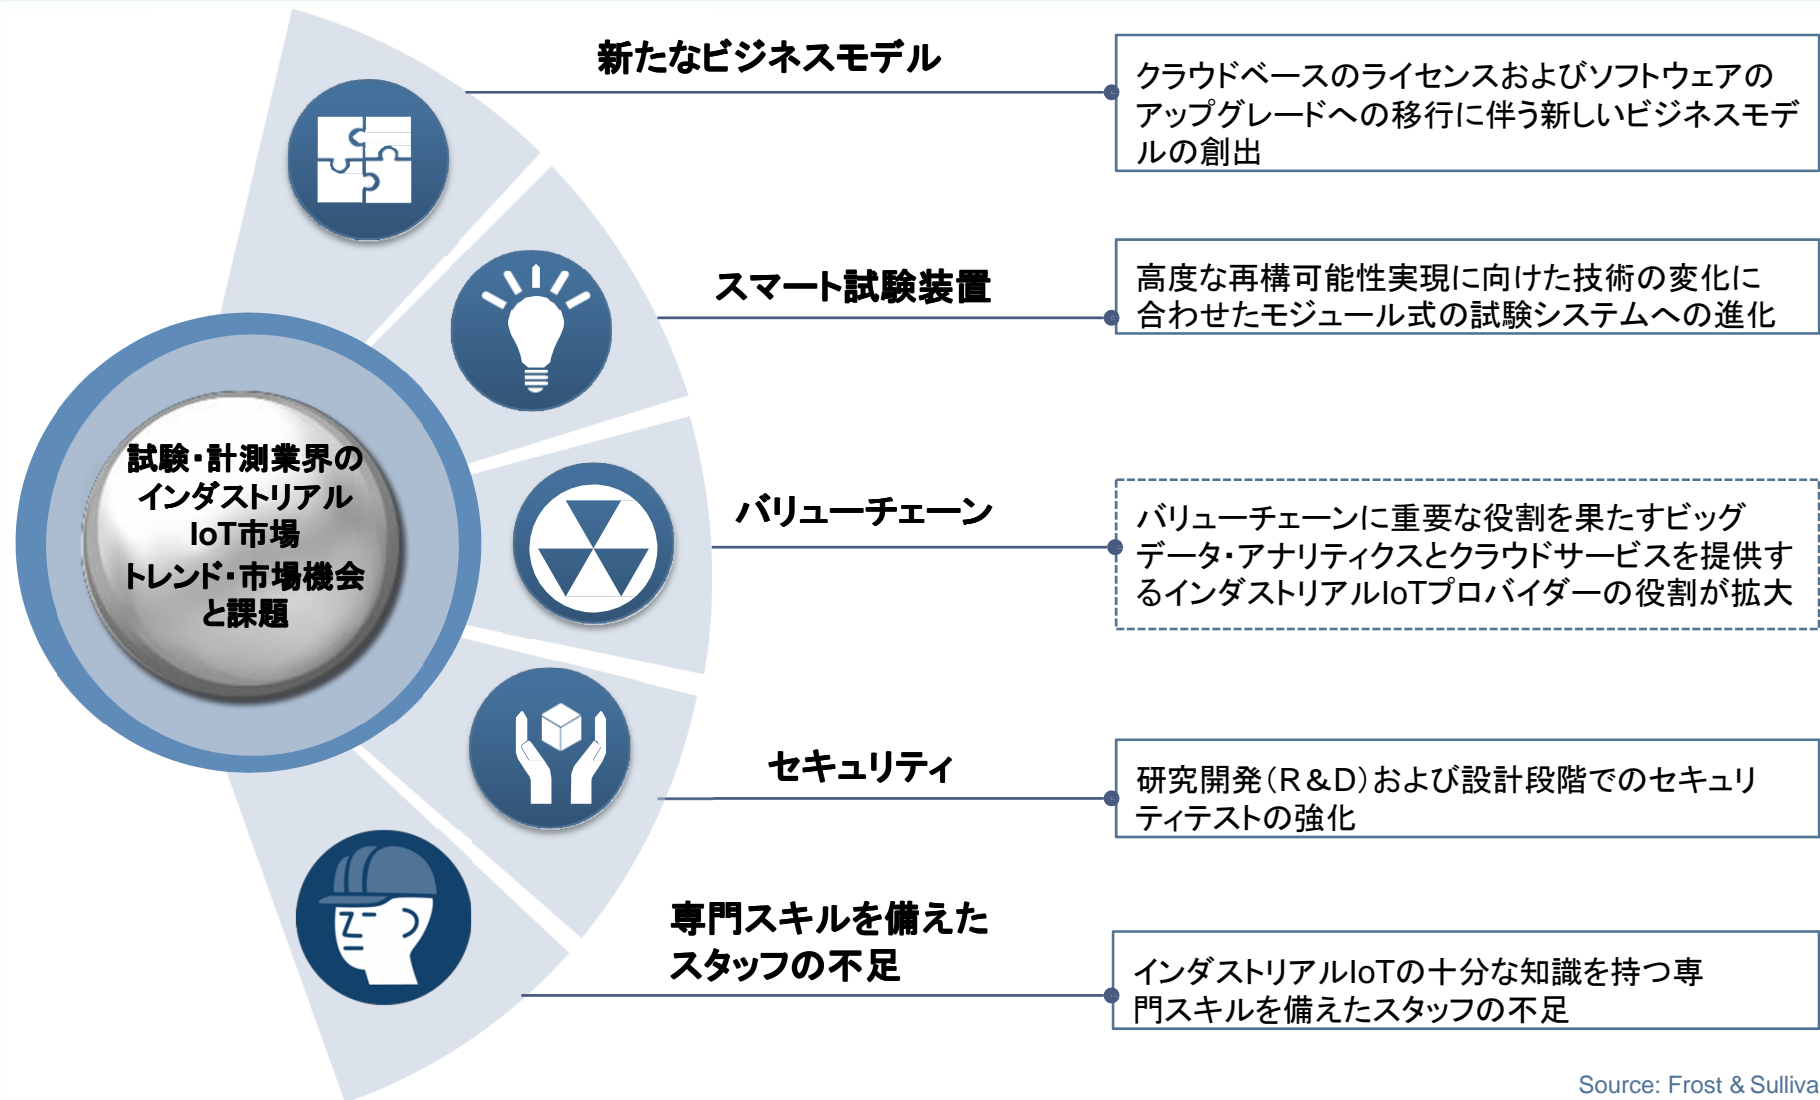 新たなビジネスモデル
クラウドベースのライセンスおよびソフトウェアの
アップグレードへの移行に伴う新しいビジネスモデ
ルの創出
スマート試験装置
高度な再構可能性実現に向けた技術の変化に
合わせたモジュール式の試験システムへの進化
試験・計測業界の
インダストリアル
IoT市場
トレンド・市場機会
と課題
バリューチェーン
バリューチェーンに重要な役割を果たすビッグ
データ・アナリティクスとクラウドサービスを提供す
るインダストリアルIoTプロバイダーの役割が拡大
セキュリティ
研究開発(R&D)および設計段階でのセキュリ
ティテストの強化
専門スキルを備えた
スタッフの不足
インダストリアルIoTの十分な知識を持つ専
門スキルを備えたスタッフの不足
Source: Frost & Sulliva